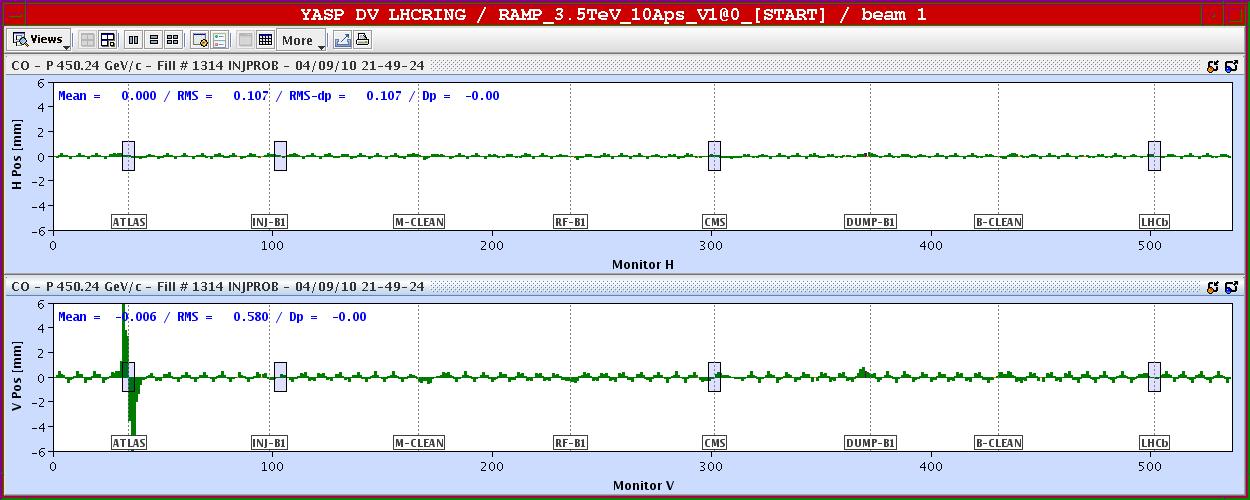 YASP DV LHCRING / RAMP_3.5TeV_10Aps_V1@0_[START] / beam 1
Views More
CO - P 450.24 GeV/c - Fill # 1314 INJPROB - 04/09/10 21-49-24
Mean = 0.000 / RMS = 0.107 / RMS-dp = 0.107 / Dp = -0.00
H Pos [mm]
6
4
2
0
-2
-4
-6
ATLAS INJ-B1 M-CLEAN RF-B1 CMS DUMP-B1 B-CLEAN LHCb
0 100 200 300 400 500
Monitor H
CO - P 450.24 GeV/c - Fill # 1314 INJPROB - 04/09/10 21-49-24
Mean = -0.006 / RMS = 0.580 / Dp = -0.00
V Pos [mm]
6
4
2
0
-2
-4
-6
ATLAS INJ-B1 M-CLEAN RF-B1 CMS DUMP-B1 B-CLEAN LHCb
0 100 200 300 400 500
Monitor V